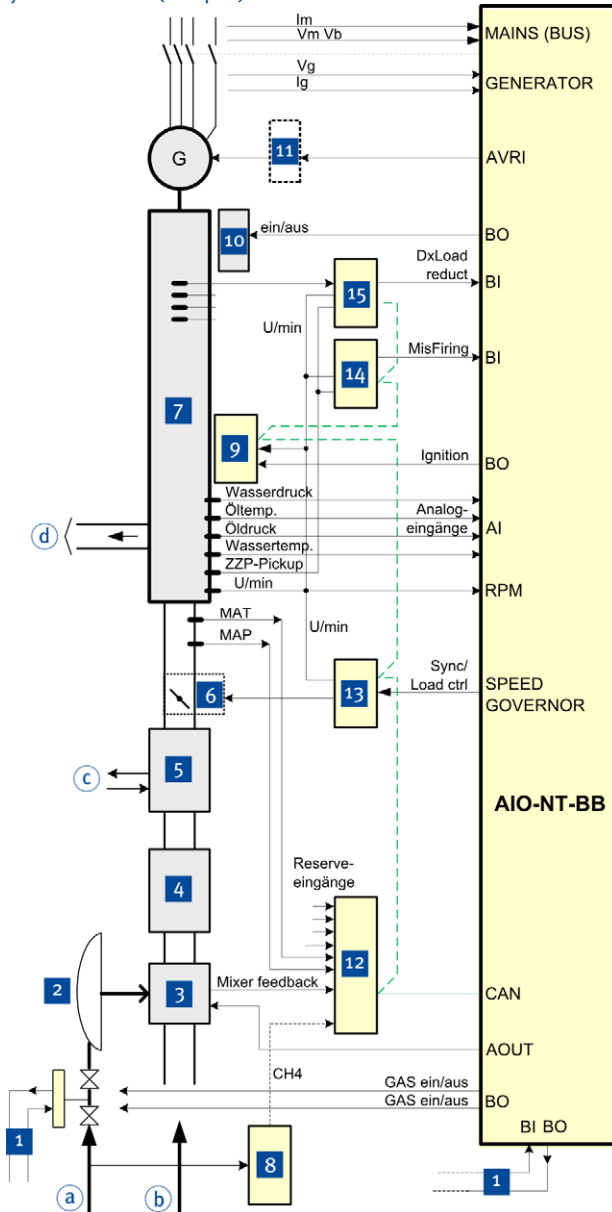 Im
Vm Vb
MAINS (BUS)
Vg
Ig
GENERATOR
G
11
AVRI
10
ein/aus
BO
DxLoad
reduct
BI
15
U/min
MisFiring
BI
14
7
9
Ignition
BO
Wasserdruck
Öltemp.
Analog-
eingänge
AI
Öldruck
Wassertemp.
ZZP-Pickup
U/min
RPM
d
MAT
MAP
U/min
6
13
Sync/
Load ctrl
SPEED
GOVERNOR
5
c
AIO-NT-BB
4
Reserve-
eingänge
12
2
3
Mixer feedback
CAN
AOUT
CH4
GAS ein/aus
GAS ein/aus
BO
1
8
BI BO
1
a
b